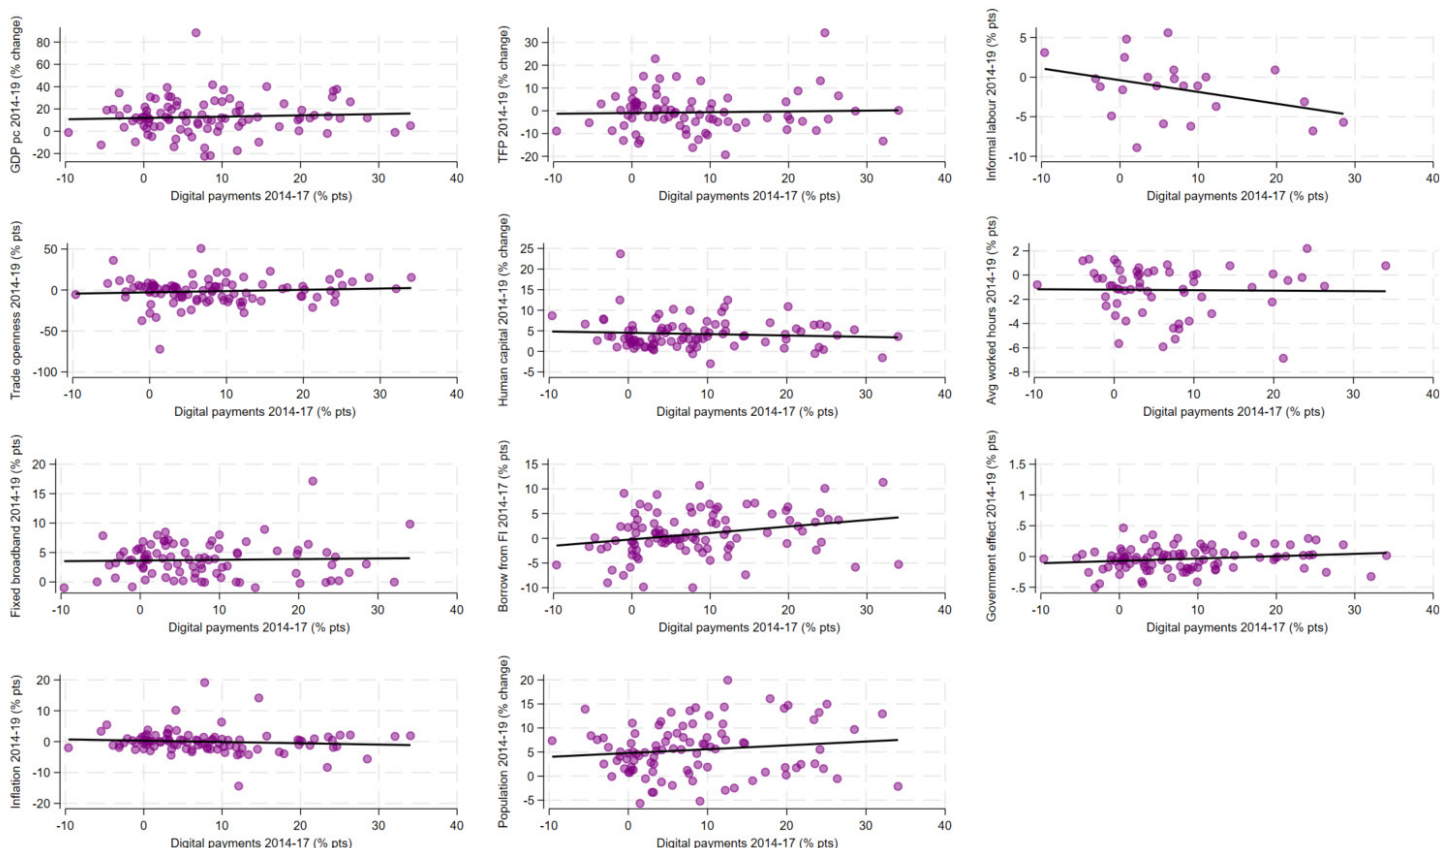 GDP pc 2014-19 (% change)
80
60
40
20
0
-20
-10 0 10 20 30 40
Digital payments 2014-17 (% pts)
TFP 2014-19 (% change)
30
20
10
0
-10
-20
-10 0 10 20 30 40
Digital payments 2014-17 (% pts)
Informal labour 2014-19 (% pts)
5
0
-5
-10
-10 0 10 20 30 40
Digital payments 2014-17 (% pts)
Trade openness 2014-19 (% pts)
50
0
-50
-100
-10 0 10 20 30 40
Digital payments 2014-17 (% pts)
Human capital 2014-19 (% change)
25
20
15
10
5
0
-5
-10 0 10 20 30 40
Digital payments 2014-17 (% pts)
Avg worked hours 2014-19 (% pts)
2
0
-2
-4
-6
-8
-10 0 10 20 30 40
Digital payments 2014-17 (% pts)
Fixed broadband 2014-19 (% pts)
20
15
10
5
0
-10 0 10 20 30 40
Digital payments 2014-17 (% pts)
Borrow from FI 2014-17 (% pts)
15
10
5
0
-5
-10
-10 0 10 20 30 40
Digital payments 2014-17 (% pts)
Government effect 2014-19 (% pts)
1.5
1
.5
0
-.5
-10 0 10 20 30 40
Digital payments 2014-17 (% pts)
Inflation 2014-19 (% pts)
20
10
0
-10
-20
-10 0 10 20 30 40
Digital payments 2014-17 (% pts)
Population 2014-19 (% change)
20
15
10
5
0
-5
-10 0 10 20 30 40
Digital payments 2014-17 (% pts)